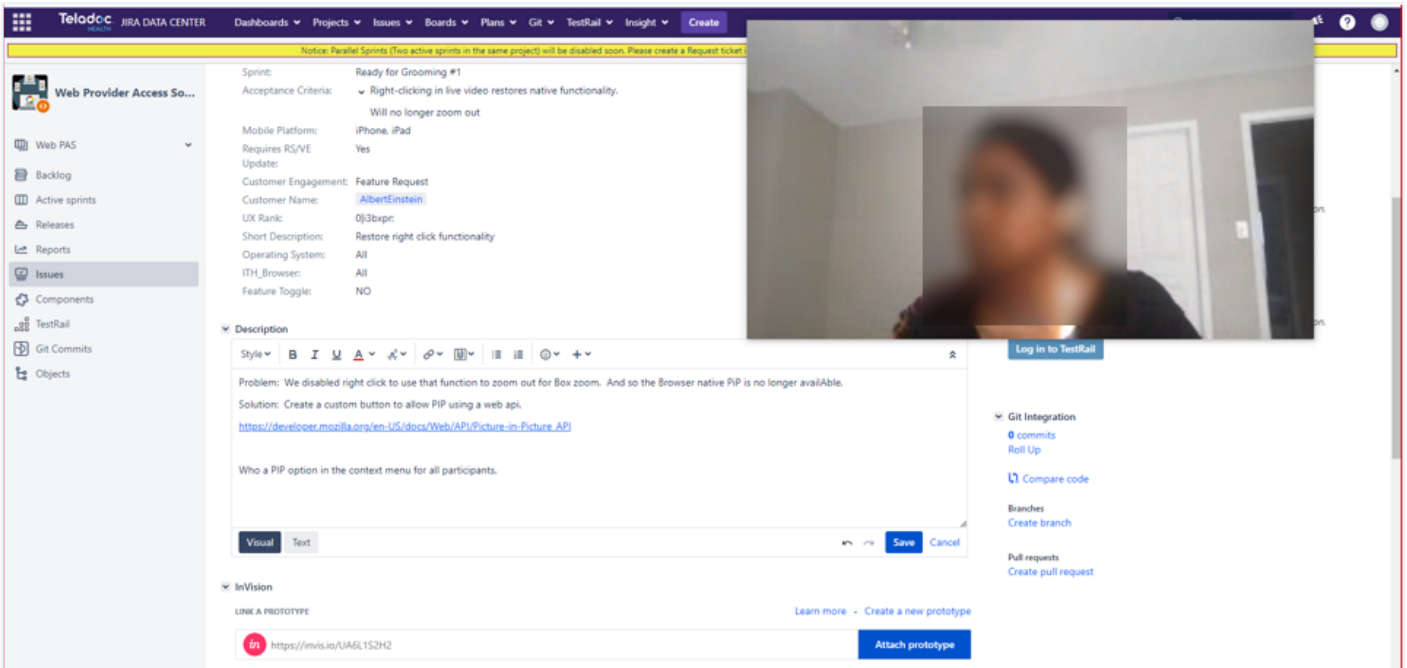 Teladoc HEALTH JIRA DATA CENTER Dashboards Projects Issues Boards Plans Git TestRail Insight Create
Notice: Parallel Sprints (Two active sprints in the same project) will be disabled soon. Please create a Request ticket i
Web Provider Access So...
Web PAS
Backlog
Active sprints
Releases
Reports
Issues
Components
TestRail
Git Commits
Objects
Sprint: Ready for Grooming #1
Acceptance Criteria: Right-clicking in live video restores native functionality.
Will no longer zoom out
Mobile Platform: iPhone, iPad
Requires RS/VE Yes
Update:
Customer Engagement: Feature Request
Customer Name: AlbertEinstein
UX Rank: 0|i3bxpr:
Short Description: Restore right click functionality
Operating System: All
ITH_Browser: All
Feature Toggle: NO
Description
Style B I U A
Problem: We disabled right click to use that function to zoom out for Box zoom. And so the Browser native PiP is no longer availAble.
Solution: Create a custom button to allow PIP using a web api.
https://developer.mozilla.org/en-US/docs/Web/API/Picture-in-Picture_API
Who a PIP option in the context menu for all participants.
Visual Text Save Cancel
InVision
LINK A PROTOTYPE Learn more - Create a new prototype
in https://invis.io/UA6L1S2H2 Attach prototype
on.
on.
Log in to TestRail
Git Integration
0 commits
Roll Up
Compare code
Branches
Create branch
Pull requests
Create pull request